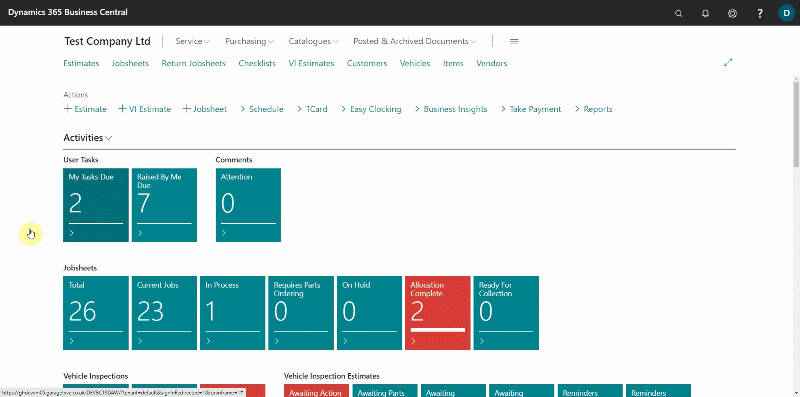 Dynamics 365 Business Central
?
D
Test Company Ltd
Service Purchasing Catalogues Posted & Archived Documents
Estimates Jobsheets Return Jobsheets Checklists VI Estimates Customers Vehicles Items Vendors
Actions
+ Estimate + VI Estimate + Jobsheet > Schedule > TCard > Easy Clocking > Business Insights > Take Payment > Reports
Activities
User Tasks
Comments
My Tasks Due
2
Raised By Me
Due
7
Attention
0
Jobsheets
Total
26
Current Jobs
23
In Process
1
Requires Parts
Ordering
0
On Hold
0
Allocation
Complete
2
Ready For
Collection
0
Vehicle Inspections
Vehicle Inspection Estimates
Awaiting Action
Awaiting Parts
Awaiting
Awaiting
Reminders
Reminders